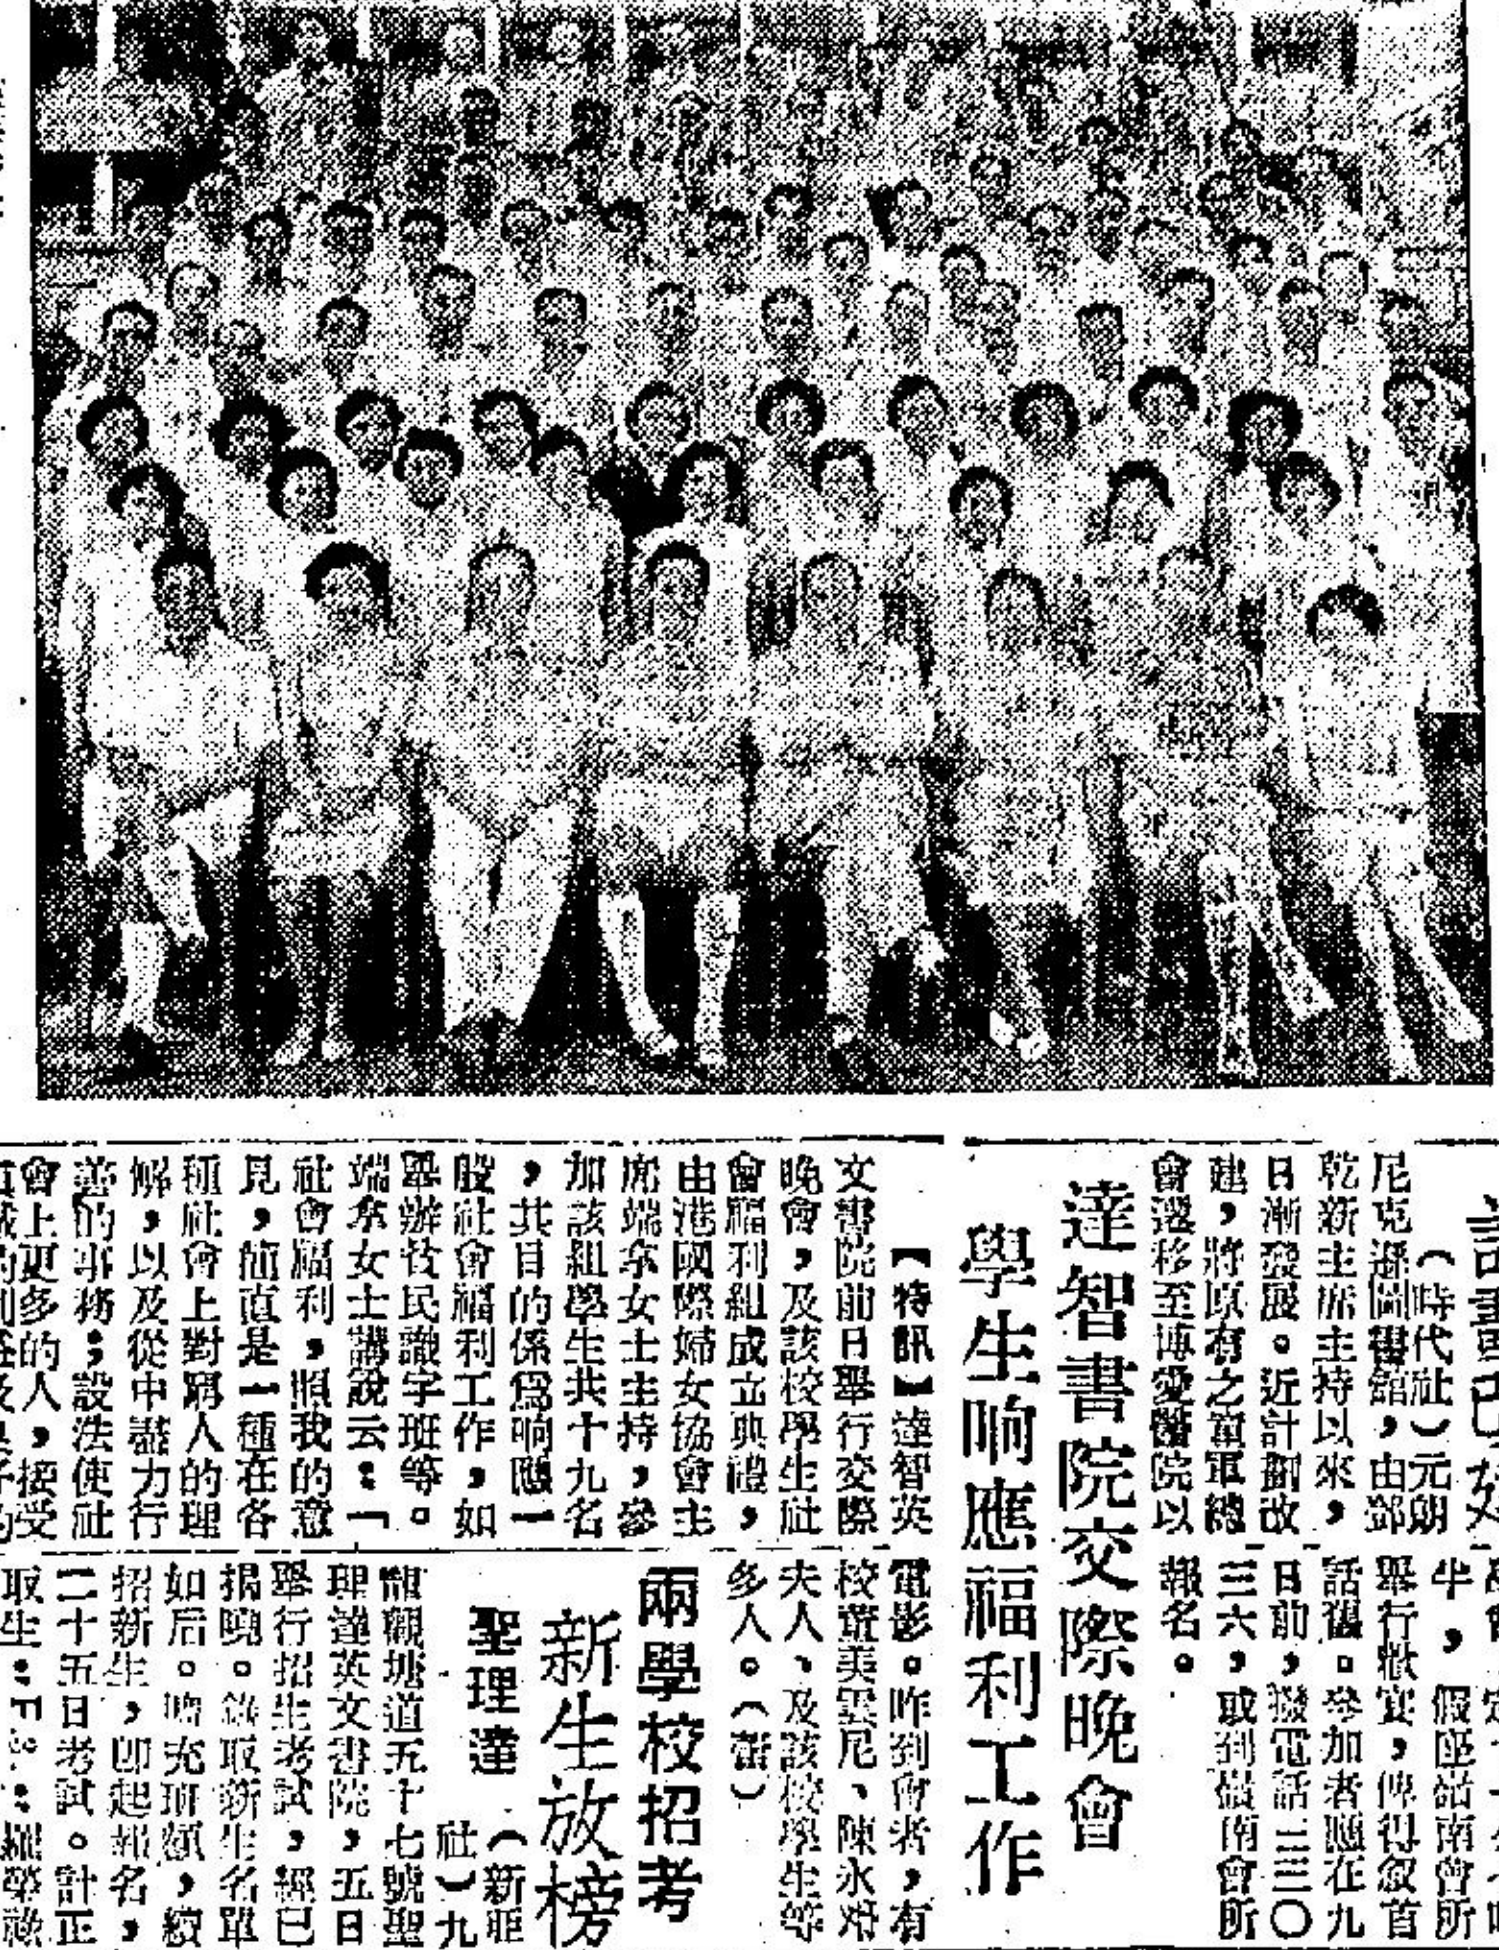 （時代社）元朗
尼克遜圖書館，由鄧
乾新主席主持以來，
日漸發展。近計劃改
建，將原有之童軍總
會遷移至博愛醫院以
牛，假座喦南會所
舉行歡宴，俾得叙首
話舊。參加者應在九
日前，撥電話三三〇
三六，或到喦南會所
報名。
達智書院交際晚會
學生响應福利工作
【特訊】達智英
文書院前日舉行交際
晚會，及該校學生社
會福利組成立典禮，
由港國際婦女協會主
席端氽女士主持，參
加該組學生共十九名
，其目的係爲响應一
般社會福利工作，如
舉辦貧民識字班等。
端氽女士講說云：「
社會福利，照我的意
見，簡直是一種在各
種社會上對窮人的理
解，以及從中盡力行
善的事務；設法使社
會上更多的人，接受
電影。昨到會者，有
校董美雲尼、陳永焯
夫人、及該校學生等
多人。（蕾）
兩學校招考
新生放榜
聖理達
（新聞
社）九
龍觀塘道五十七號聖
理達英文書院，五日
舉行招生考試，經已
揭曉。錄取新生名單
如后。噹充班額，續
招新生，卽起報名，
二十五日考試。計正
取生：F3：羅榮祿